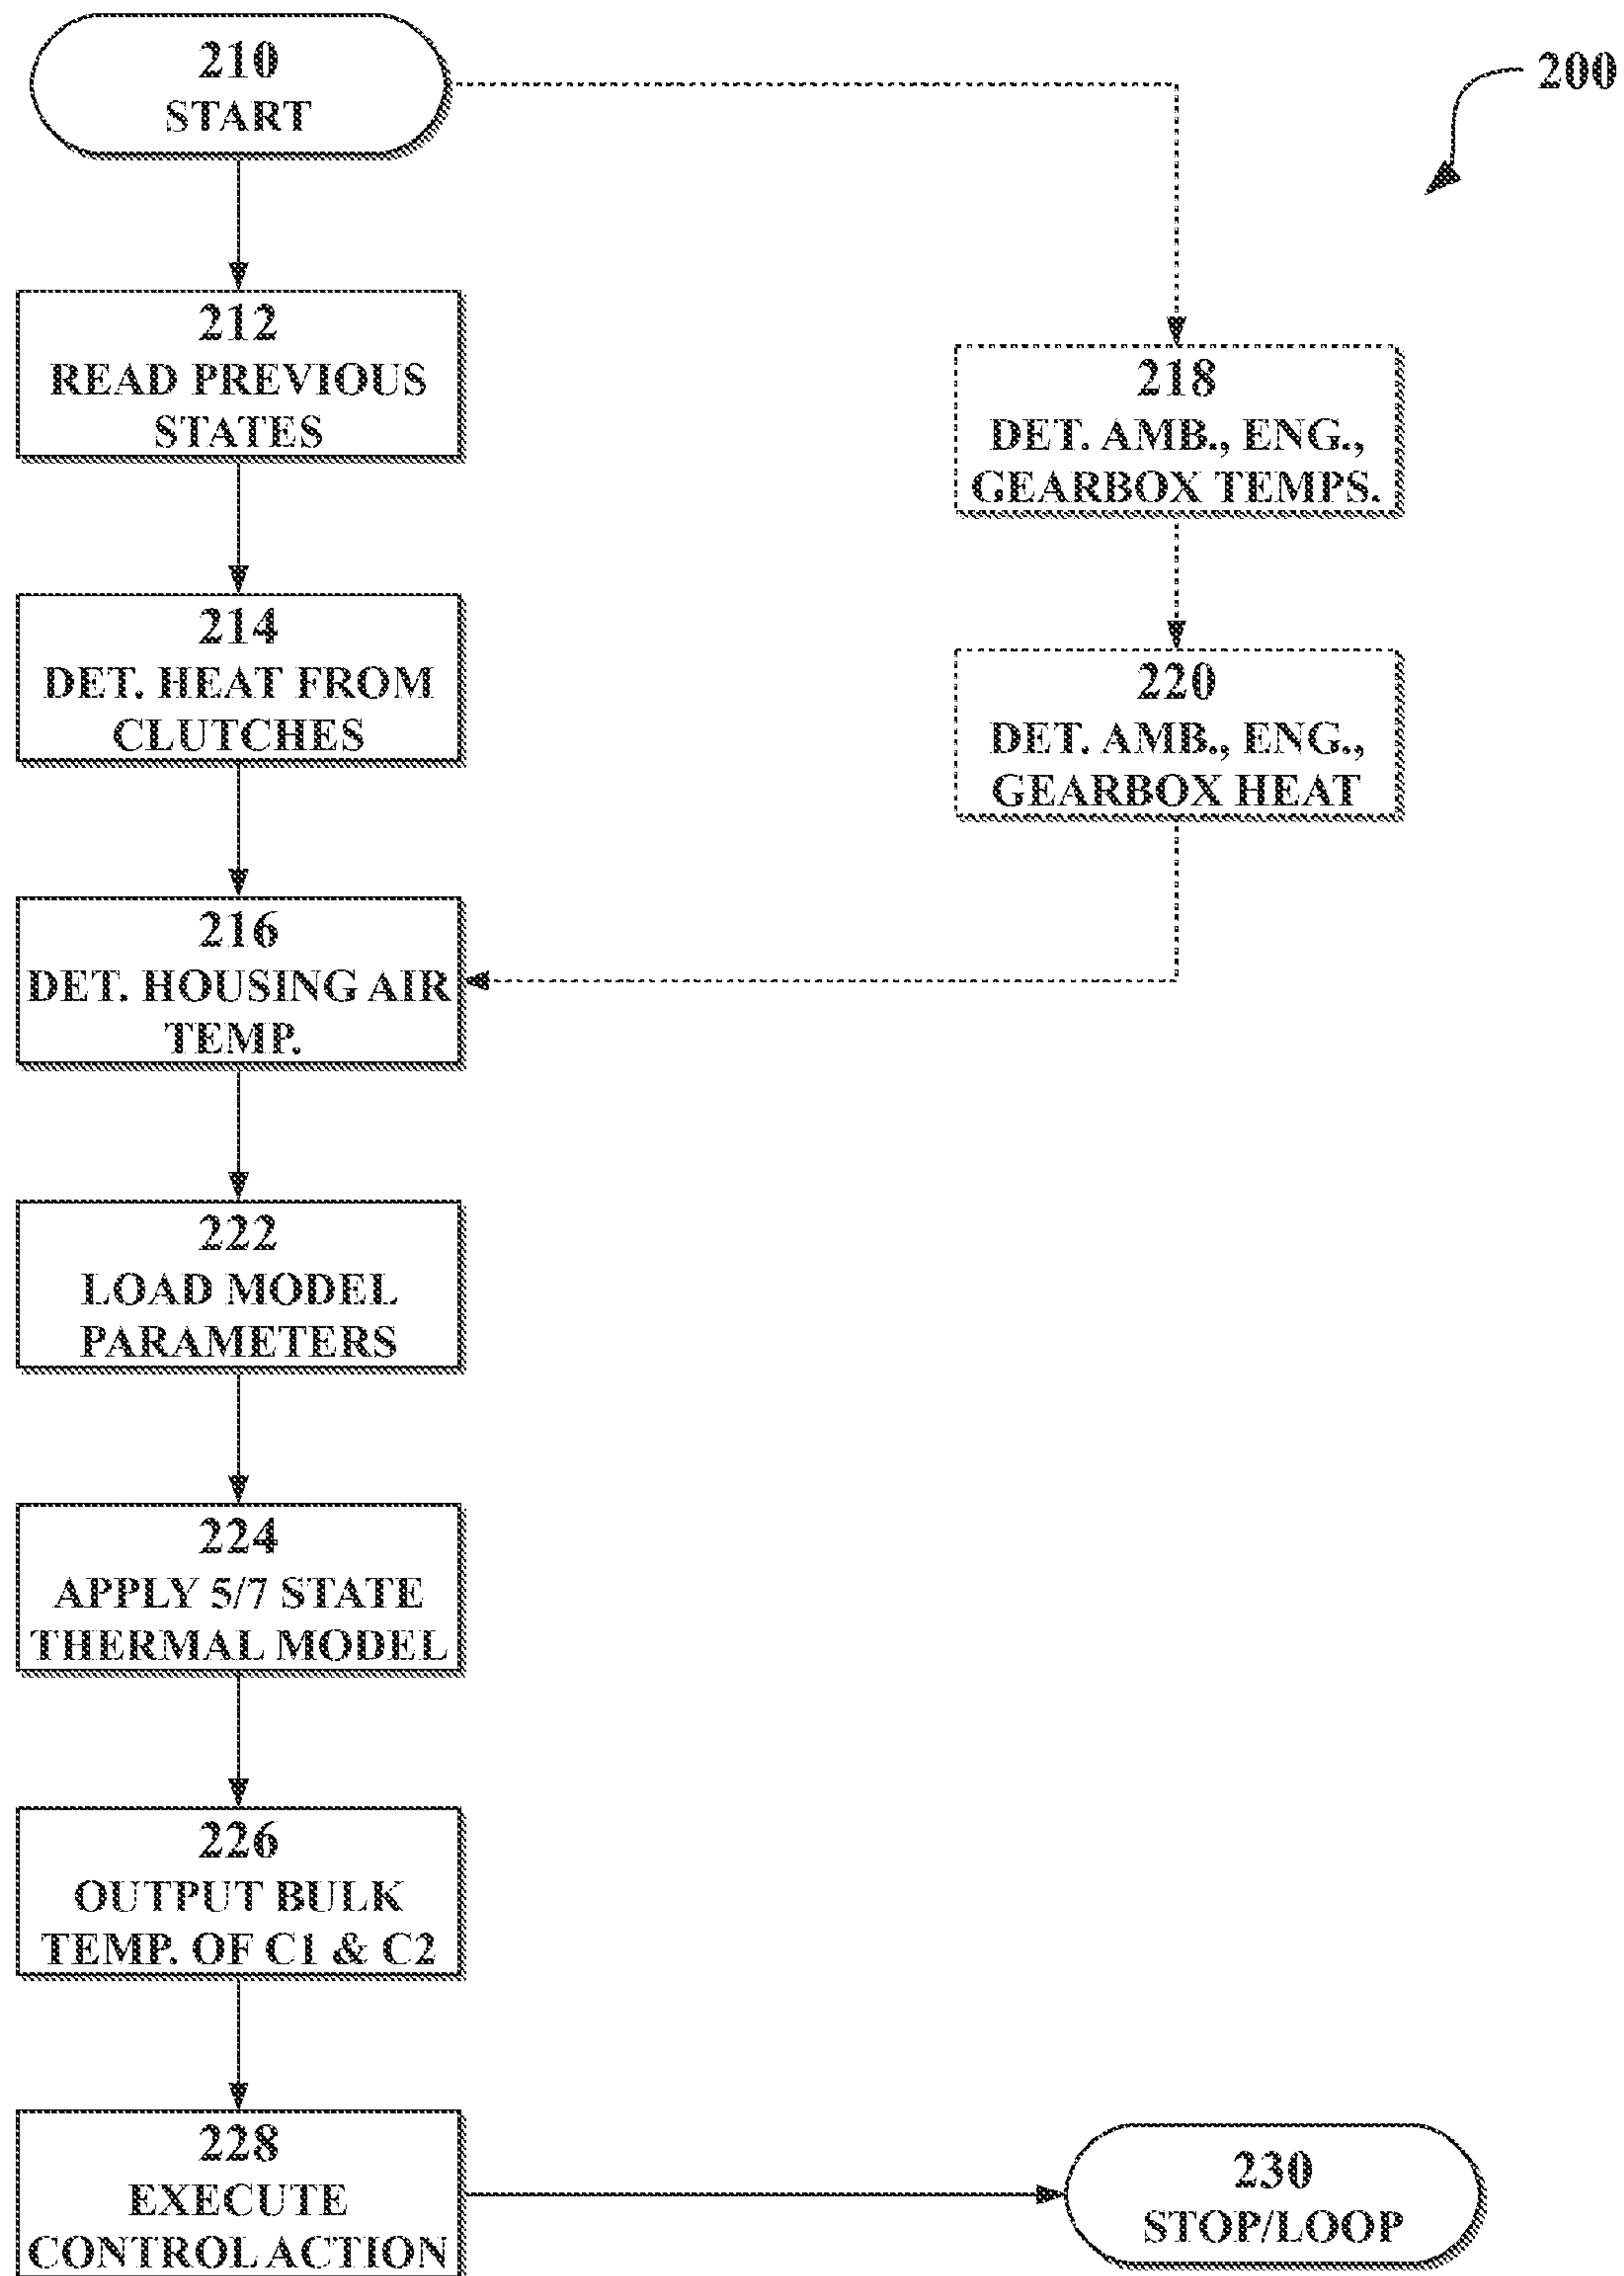 210
START
200
212
READ PREVIOUS
STATES
218
DET. AMB., ENG.,
GEARBOX TEMPS.
214
DET. HEAT FROM
CLUTCHES
220
DET. AMB., ENG.,
GEARBOX HEAT
216
DET. HOUSING AIR
TEMP.
222
LOAD MODEL
PARAMETERS
224
APPLY 5/7 STATE
THERMAL MODEL
226
OUTPUT BULK
TEMP. OF C1 & C2
228
EXECUTE
CONTROL ACTION
230
STOP/LOOP